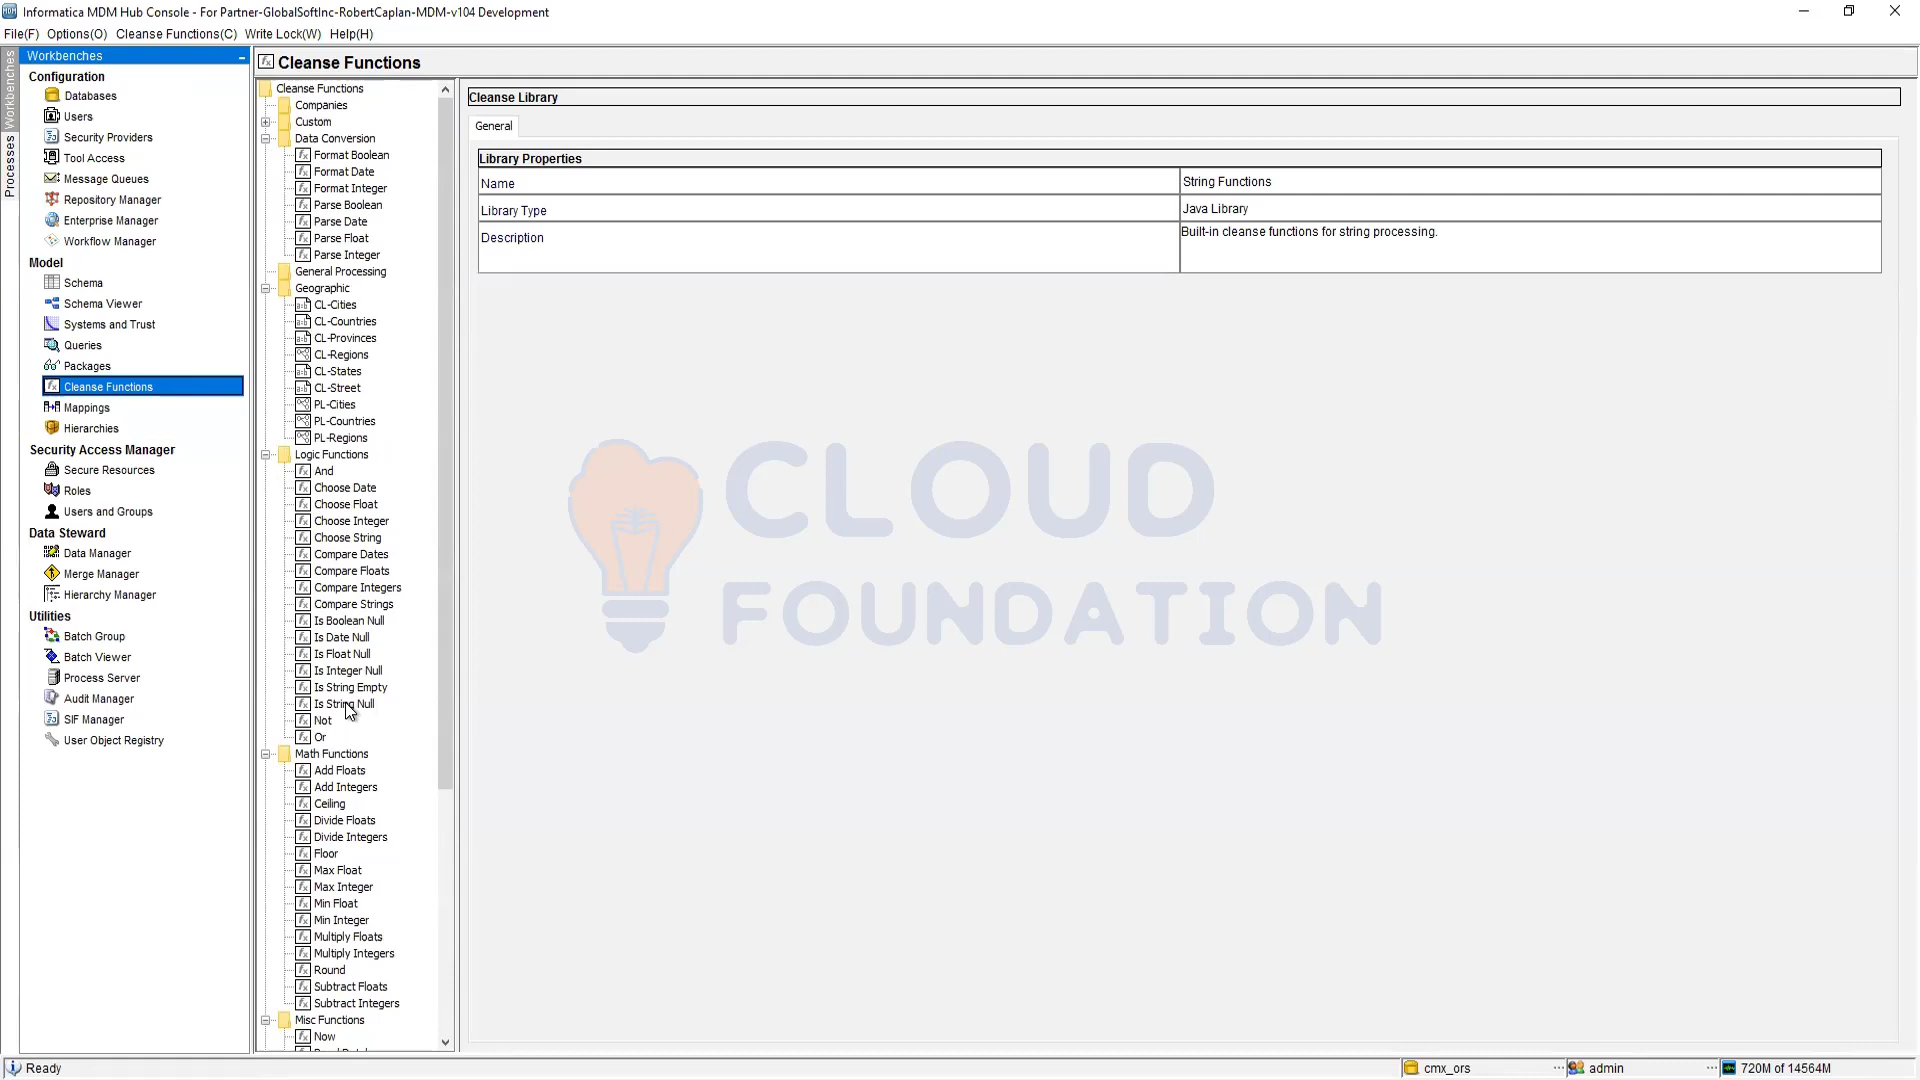 Informatica MDM Hub Console - For Partner-GlobalSoftInc-RobertCaplan-MDM-v104 Development
File(F) Options(O) Cleanse Functions(C) Write Lock(W) Help(H)
Workbenches
Processes
Workbenches
Configuration
Databases
Users
Security Providers
Tool Access
Message Queues
Repository Manager
Enterprise Manager
Workflow Manager
Model
Schema
Schema Viewer
Systems and Trust
Queries
Packages
Cleanse Functions
Mappings
Hierarchies
Security Access Manager
Secure Resources
Roles
Users and Groups
Data Steward
Data Manager
Merge Manager
Hierarchy Manager
Utilities
Batch Group
Batch Viewer
Process Server
Audit Manager
SIF Manager
User Object Registry
Cleanse Functions
Cleanse Functions
Companies
Custom
Data Conversion
Format Boolean
Format Date
Format Integer
Parse Boolean
Parse Date
Parse Float
Parse Integer
General Processing
Geographic
CL-Cities
CL-Countries
CL-Provinces
CL-Regions
CL-States
CL-Street
PL-Cities
PL-Countries
PL-Regions
Logic Functions
And
Choose Date
Choose Float
Choose Integer
Choose String
Compare Dates
Compare Floats
Compare Integers
Compare Strings
Is Boolean Null
Is Date Null
Is Float Null
Is Integer Null
Is String Empty
Is String Null
Not
Or
Math Functions
Add Floats
Add Integers
Ceiling
Divide Floats
Divide Integers
Floor
Max Float
Max Integer
Min Float
Min Integer
Multiply Floats
Multiply Integers
Round
Subtract Floats
Subtract Integers
Misc Functions
Now
Cleanse Library
General
Library Properties
Name String Functions
Library Type Java Library
Description Built-in cleanse functions for string processing.
CLOUD
FOUNDATION
Ready cmx_ors ... admin ... 720M of 14564M